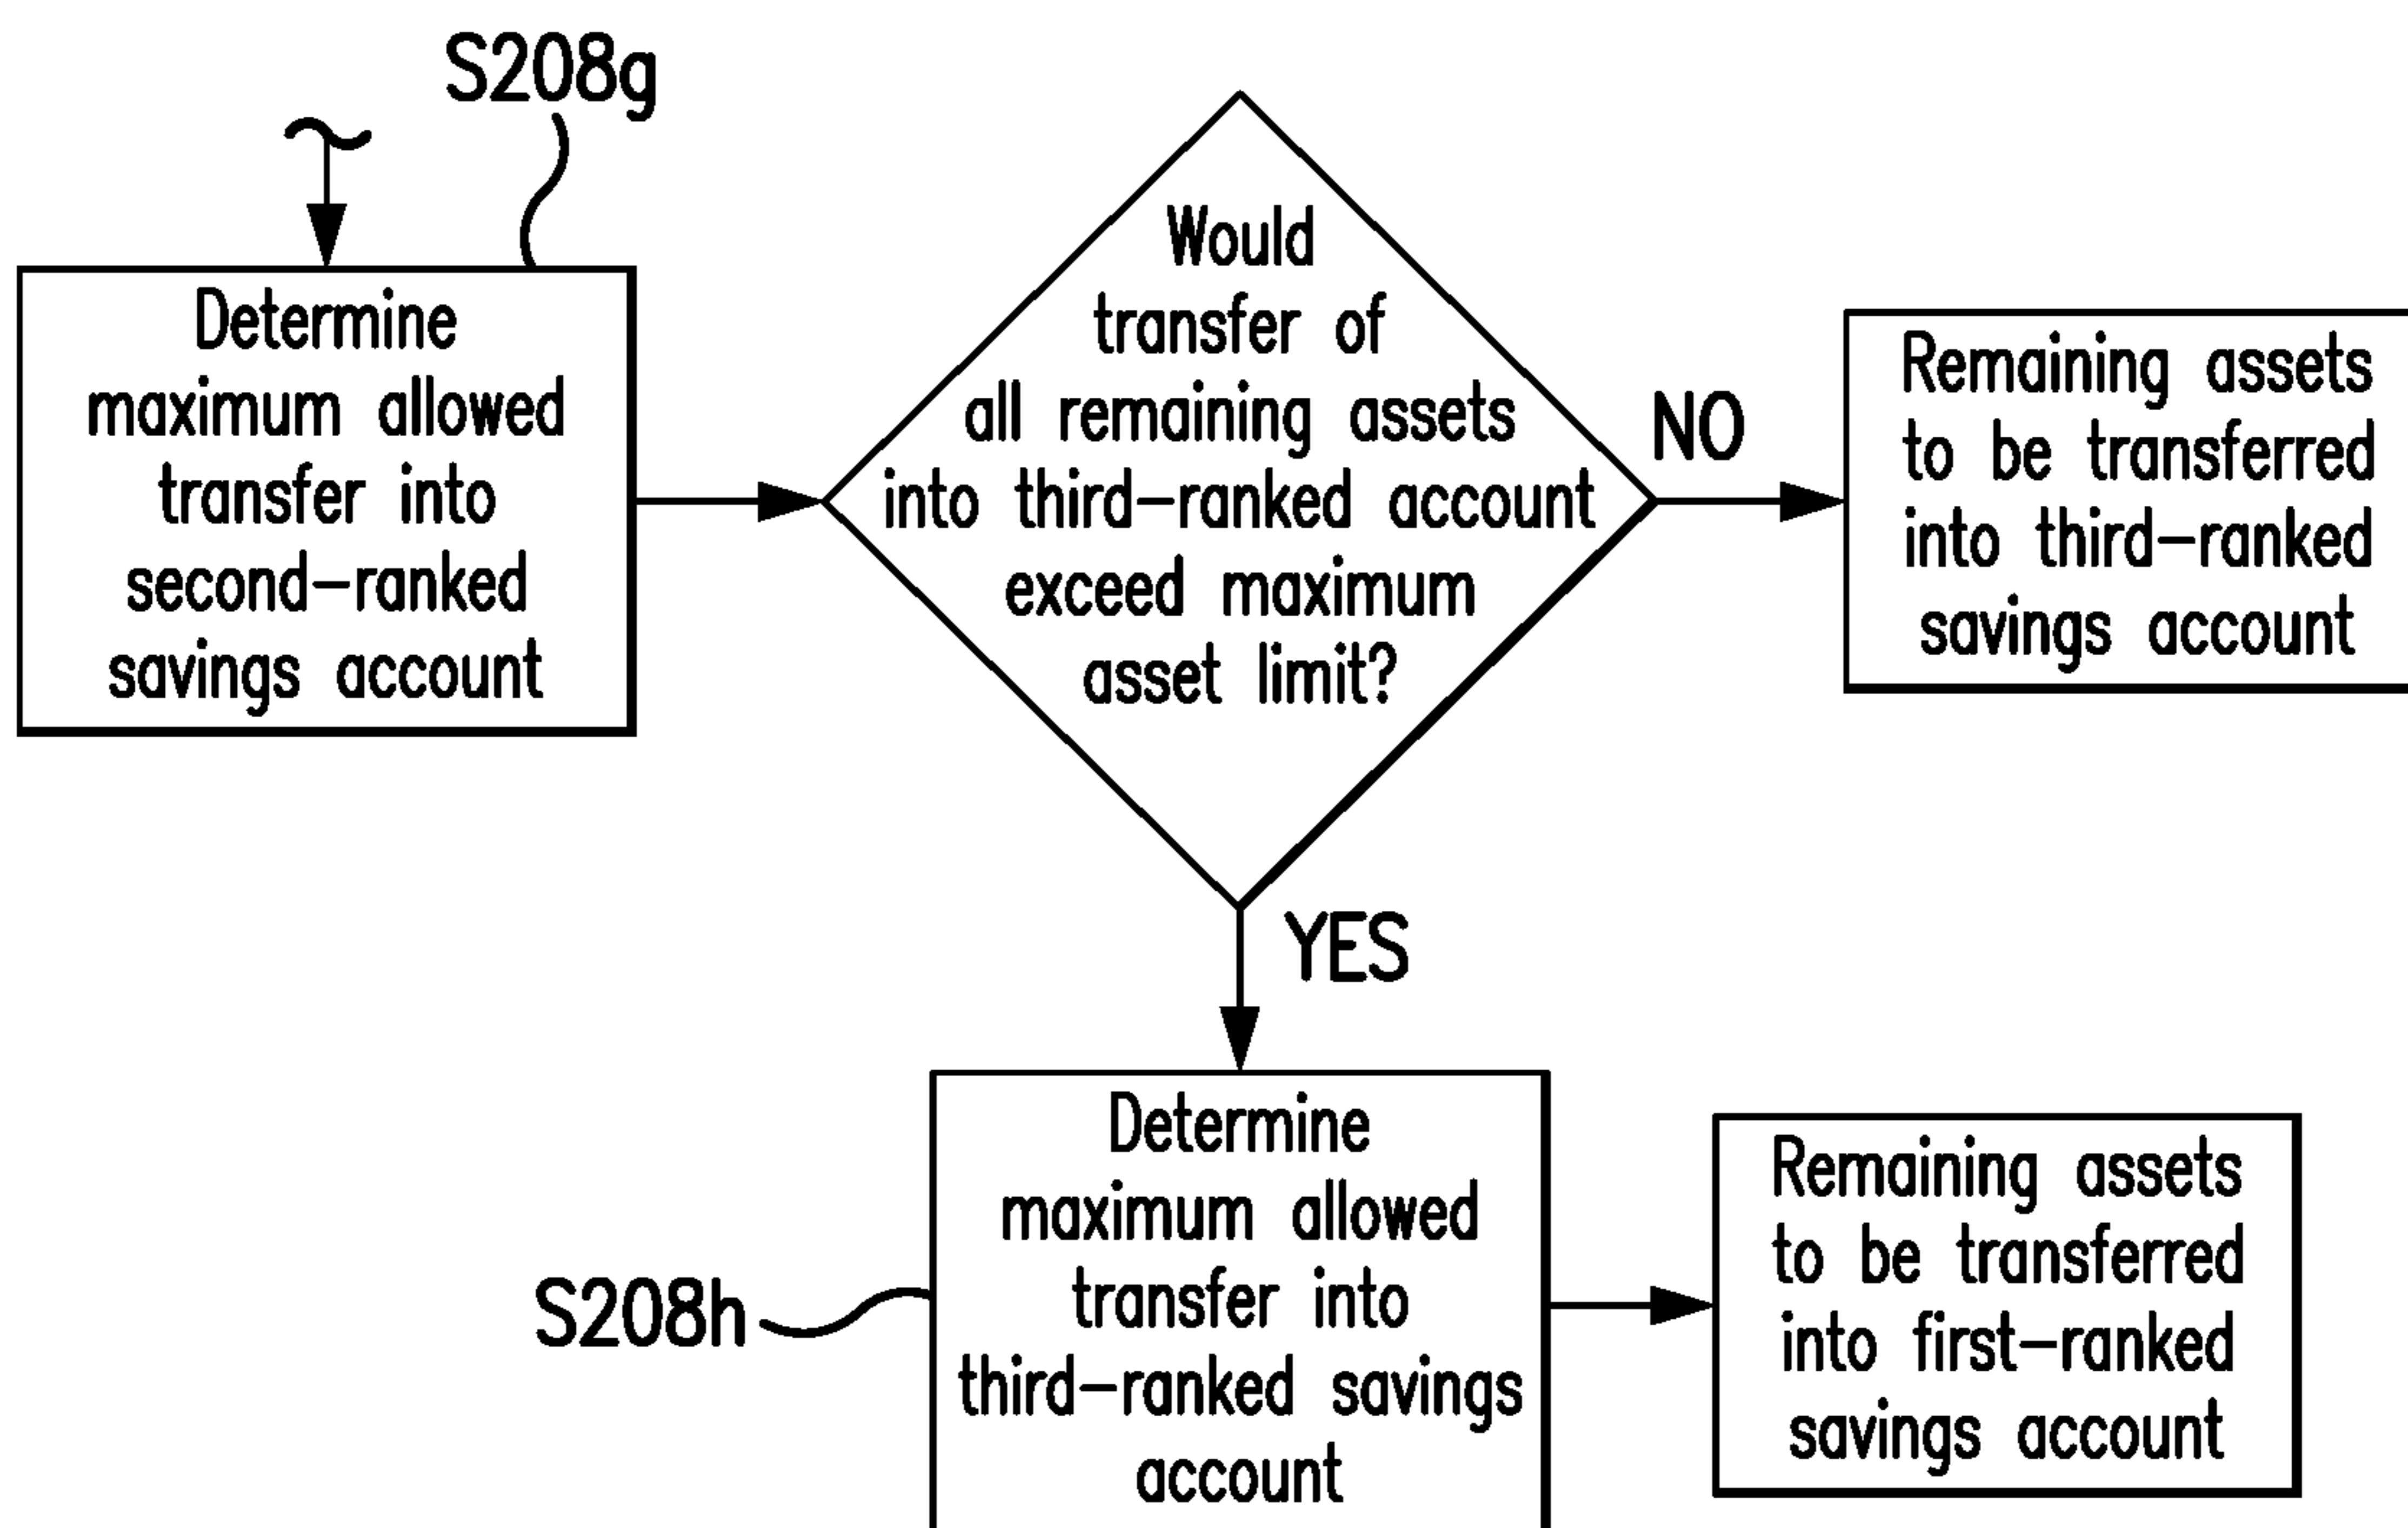 S208g
Determine
maximum allowed
transfer into
second-ranked
savings account
Would
transfer of
all remaining assets
into third-ranked account
exceed maximum
asset limit?
NO
Remaining assets
to be transferred
into third-ranked
savings account
YES
S208h
Determine
maximum allowed
transfer into
third-ranked savings
account
Remaining assets
to be transferred
into first-ranked
savings account